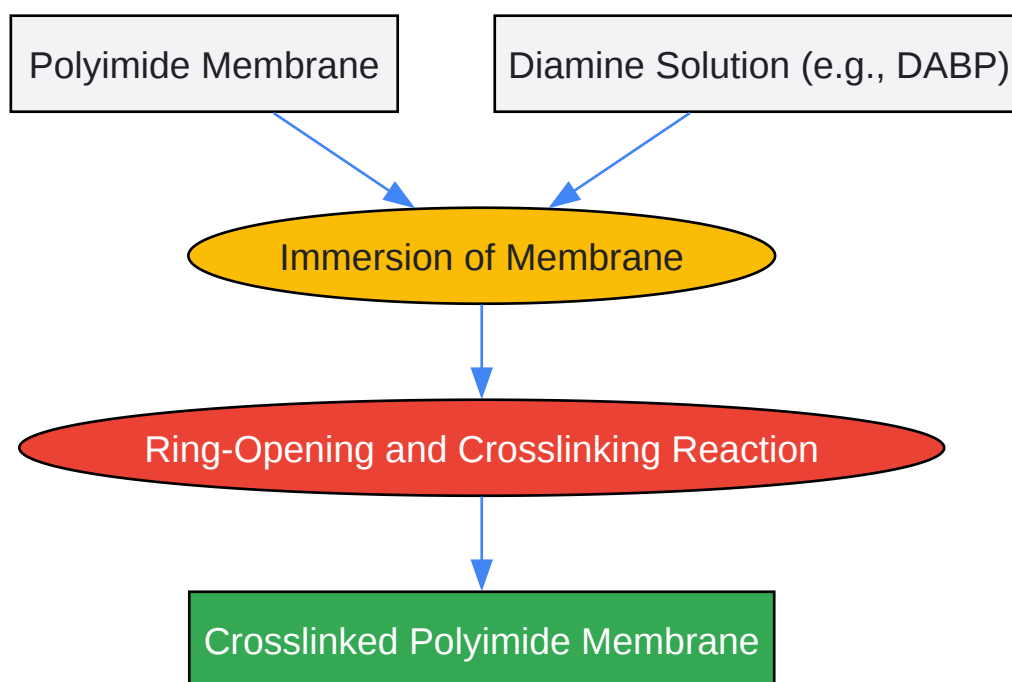 Polyimide Membrane
Diamine Solution (e.g., DABP)
Immersion of Membrane
Ring-Opening and Crosslinking Reaction
Crosslinked Polyimide Membrane